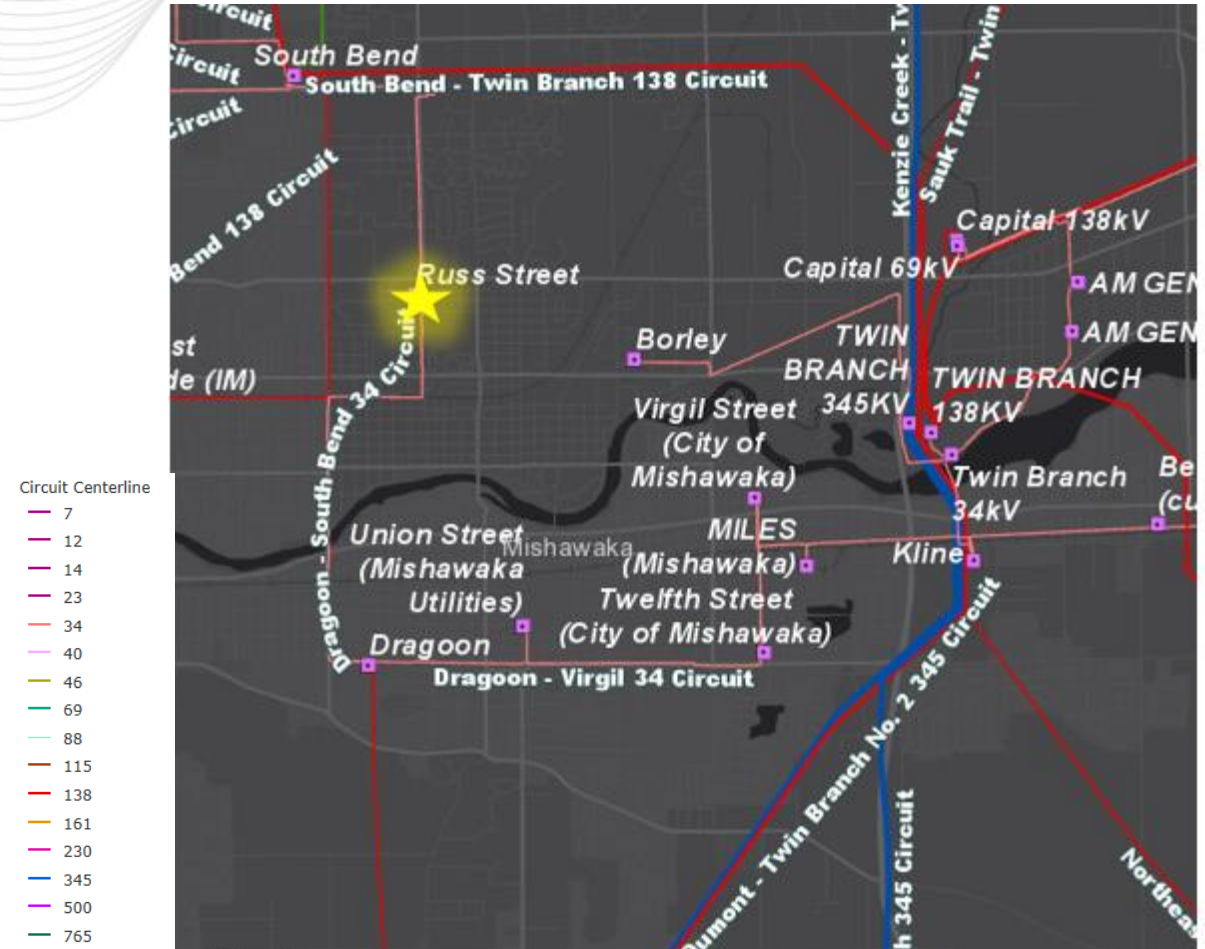 rcuit
South Bend
Circuit
South Bend - Twin Branch 138 Circuit
Circuit
Bend 138 Circuit
Kenzie Creek - Tw
Sauk Trail - Twin
Capital 138kV
Capital 69kV
Russ Street
AM GEN
AM GEN
Borley
TWIN
BRANCH
345KV
TWIN BRANCH
138KV
st
de (IM)
Dragoon - South Bend 34 Circuit
Virgil Street
(City of
Mishawaka)
Twin Branch
34kV
Be
(cu
Union Street
(Mishawaka
Utilities)
Mishawaka
MILES
(Mishawaka)
Kline
Twelfth Street
(City of Mishawaka)
Dragoon
Dragoon - Virgil 34 Circuit
Dumont - Twin Branch No. 2 345 Circuit
h 345 Circuit
Northeas
Circuit Centerline
7
12
14
23
34
40
46
69
88
115
138
161
230
345
500
765